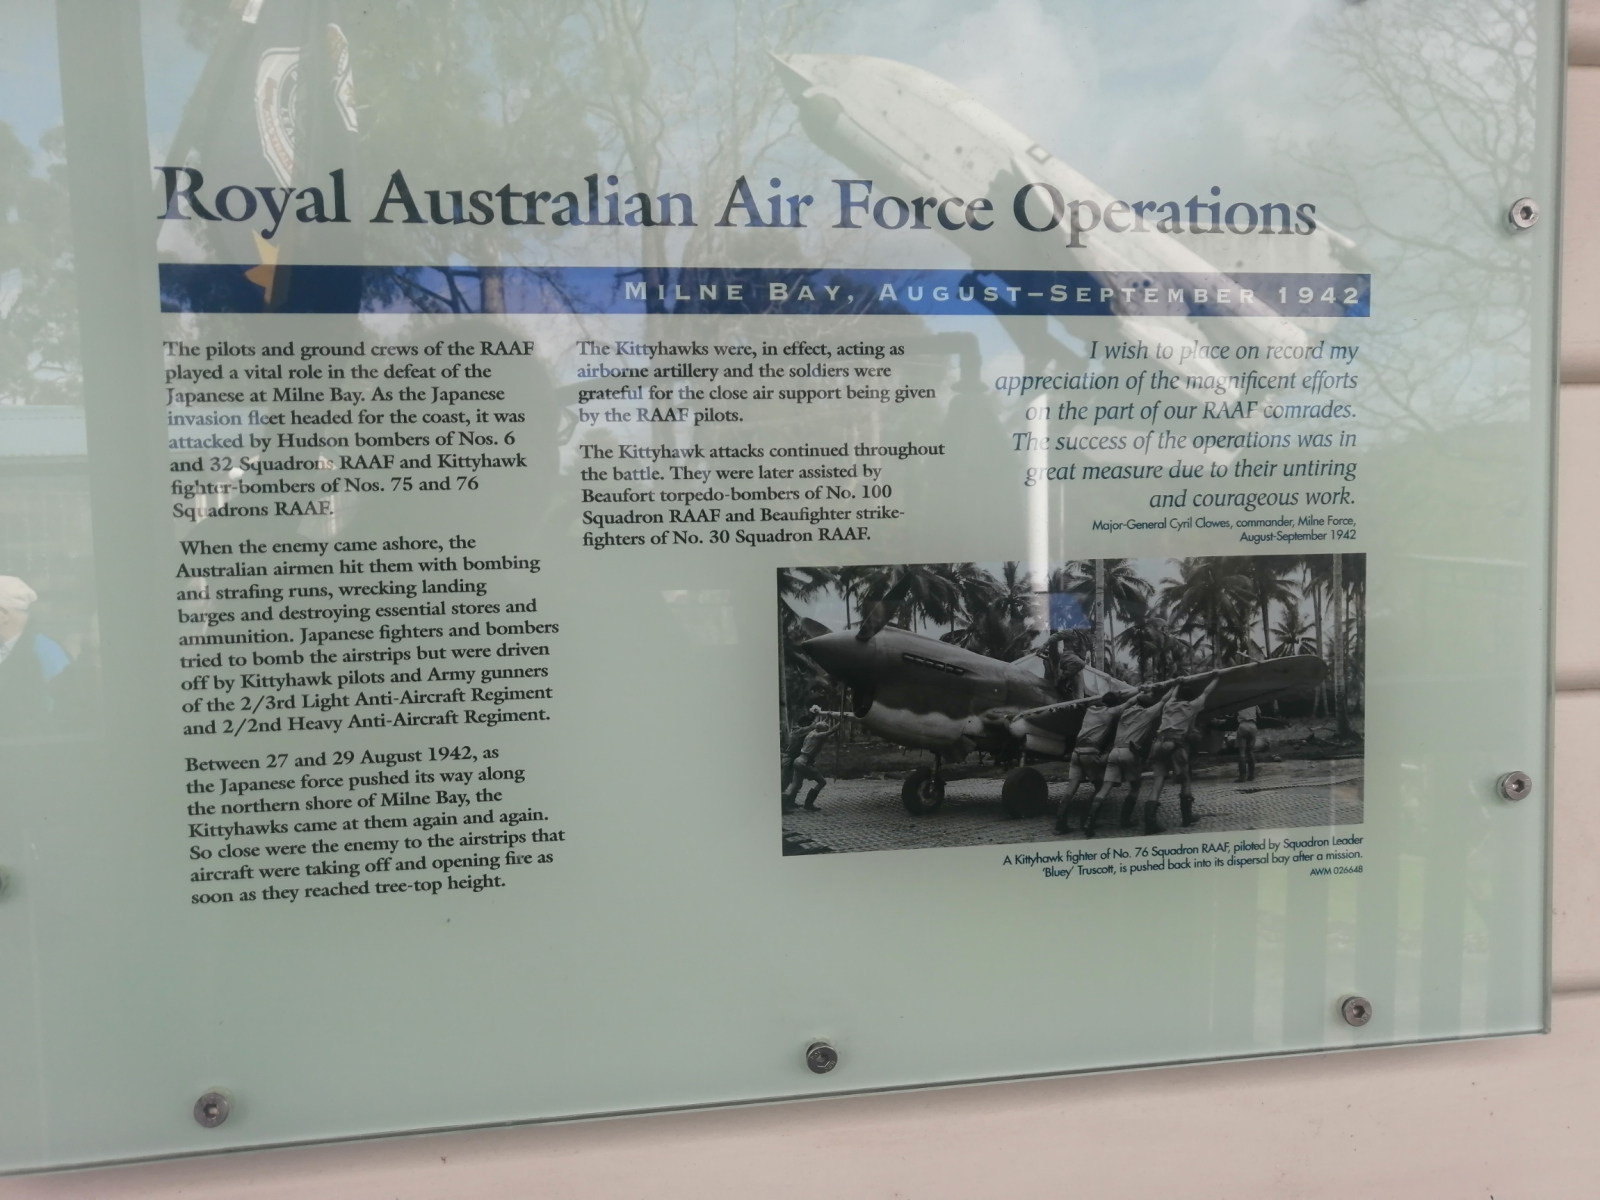 Royal Australian Air Force Operations
MILNE BAY, AUGUST–SEPTEMBER 1942
The pilots and ground crews of the RAAF
played a vital role in the defeat of the
Japanese at Milne Bay. As the Japanese
invasion fleet headed for the coast, it was
attacked by Hudson bombers of Nos. 6
and 32 Squadrons RAAF and Kittyhawk
fighter-bombers of Nos. 75 and 76
Squadrons RAAF.
When the enemy came ashore, the
Australian airmen hit them with bombing
and strafing runs, wrecking landing
barges and destroying essential stores and
ammunition. Japanese fighters and bombers
tried to bomb the airstrips but were driven
off by Kittyhawk pilots and Army gunners
of the 2/3rd Light Anti-Aircraft Regiment
and 2/2nd Heavy Anti-Aircraft Regiment.
Between 27 and 29 August 1942, as
the Japanese force pushed its way along
the northern shore of Milne Bay, the
Kittyhawks came at them again and again.
So close were the enemy to the airstrips that
aircraft were taking off and opening fire as
soon as they reached tree-top height.
The Kittyhawks were, in effect, acting as
airborne artillery and the soldiers were
grateful for the close air support being given
by the RAAF pilots.
The Kittyhawk attacks continued throughout
the battle. They were later assisted by
Beaufort torpedo-bombers of No. 100
Squadron RAAF and Beaufighter strike-
fighters of No. 30 Squadron RAAF.
I wish to place on record my
appreciation of the magnificent efforts
on the part of our RAAF comrades.
The success of the operations was in
great measure due to their untiring
and courageous work.
Major-General Cyril Clowes, commander, Milne Force,
August-September 1942
A Kittyhawk fighter of No. 76 Squadron RAAF, piloted by Squadron Leader
'Bluey' Truscott, is pushed back into its dispersal bay after a mission.
AWM 026648